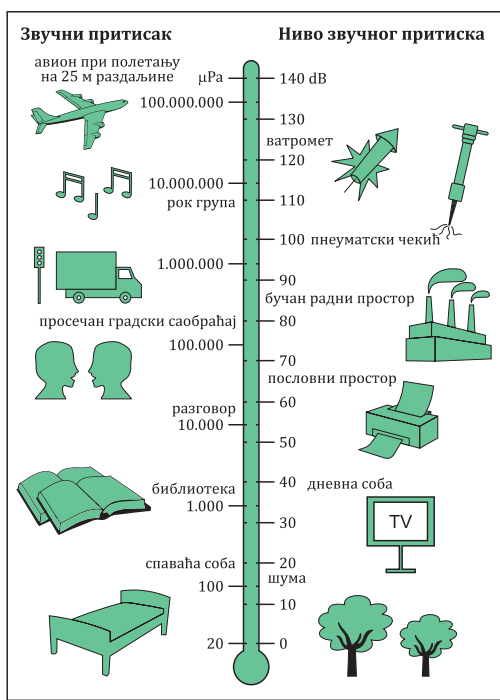 Звучни притисак
Ниво звучног притиска
авион при полетању
на 25 м раздаљине
μPa
140 dB
100.000.000
130
ватромет
120
10.000.000
110
рок група
100
пнеуматски чекић
1.000.000
90
бучан радни простор
просечан градски саобраћај
80
100.000
70
пословни простор
разговор
60
10.000
50
библиотека
40
дневна соба
1.000
30
TV
спаваћа соба
20
шума
100
10
20
0